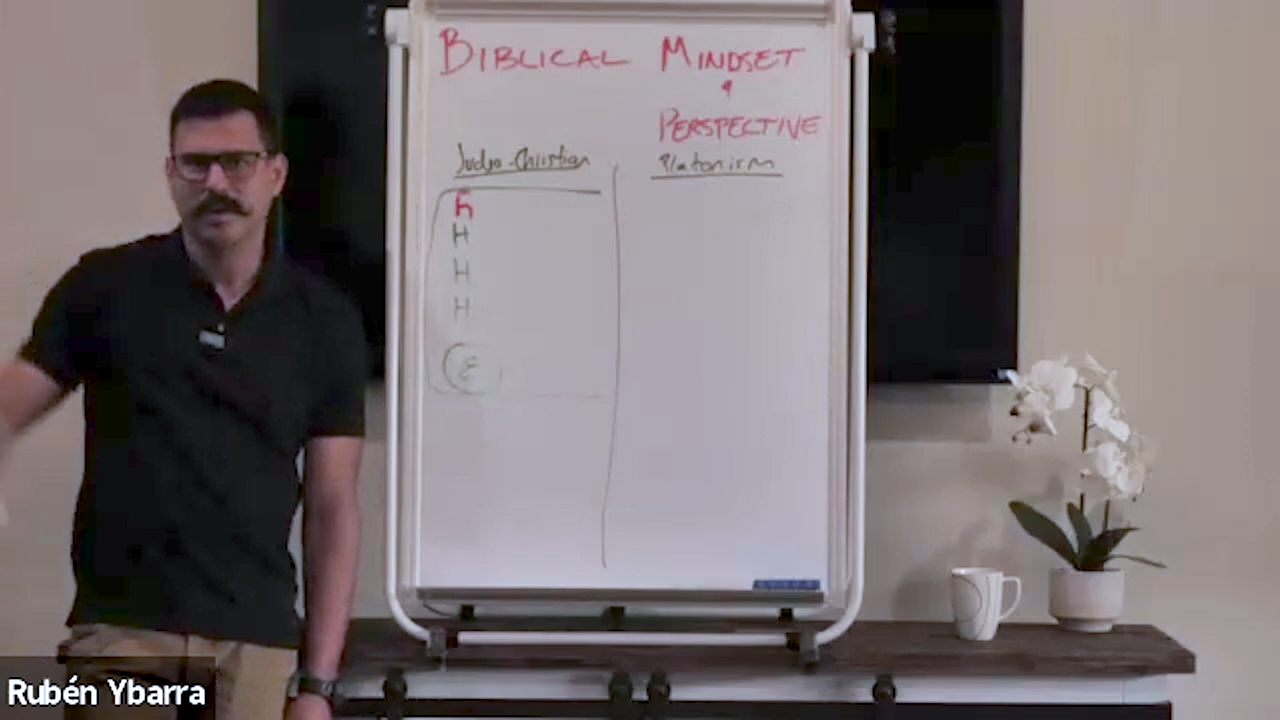 BIBLICAL MINDSET
&
PERSPECTIVE
Judeo-Christian Platonism
H
H
H
E
Rubén Ybarra